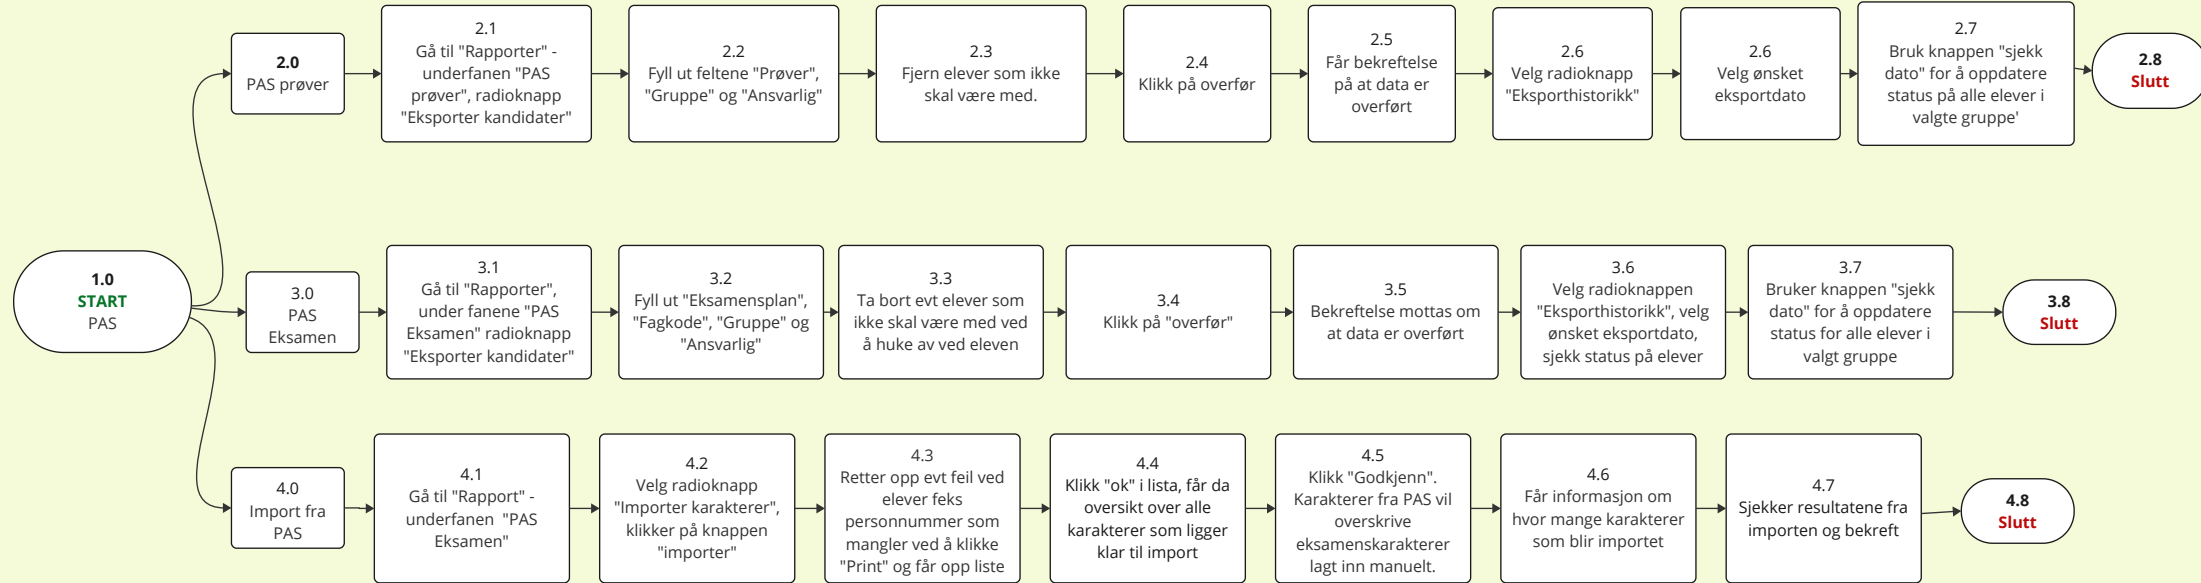 2.0
PAS prøver
2.1
Gå til "Rapporter" -
underfanen "PAS
prøver", radioknapp
"Eksporter kandidater"
2.2
Fyll ut feltene "Prøver",
"Gruppe" og "Ansvarlig"
2.3
Fjern elever som ikke
skal være med.
2.4
Klikk på overfør
2.5
Får bekreftelse
på at data er
overført
2.6
Velg radioknapp
"Eksporthistorikk"
2.6
Velg ønsket
eksportdato
2.7
Bruk knappen "sjekk
dato" for å oppdatere
status på alle elever i
valgte gruppe'
2.8
Slutt
1.0
START
PAS
3.0
PAS
Eksamen
3.1
Gå til "Rapporter",
under fanene "PAS
Eksamen" radioknapp
"Eksporter kandidater"
3.2
Fyll ut "Eksamensplan",
"Fagkode", "Gruppe" og
"Ansvarlig"
3.3
Ta bort evt elever som
ikke skal være med ved
å huke av ved eleven
3.4
Klikk på "overfør"
3.5
Bekreftelse mottas om
at data er overført
3.6
Velg radioknappen
"Eksporthistorikk", velg
ønsket eksportdato,
sjekk status på elever
3.7
Bruker knappen "sjekk
dato" for å oppdatere
status for alle elever i
valgt gruppe
3.8
Slutt
4.0
Import fra
PAS
4.1
Gå til "Rapport" -
underfanen "PAS
Eksamen"
4.2
Velg radioknapp
"Importer karakterer",
klikker på knappen
"importer"
4.3
Retter opp evt feil ved
elever feks
personnummer som
mangler ved å klikke
"Print" og får opp liste
4.4
Klikk "ok" i lista, får da
oversikt over alle
karakterer som ligger
klar til import
4.5
Klikk "Godkjenn".
Karakterer fra PAS vil
overskrive
eksamenskarakterer
lagt inn manuelt.
4.6
Får informasjon om
hvor mange karakterer
som blir importet
4.7
Sjekker resultatene fra
importen og bekreft
4.8
Slutt